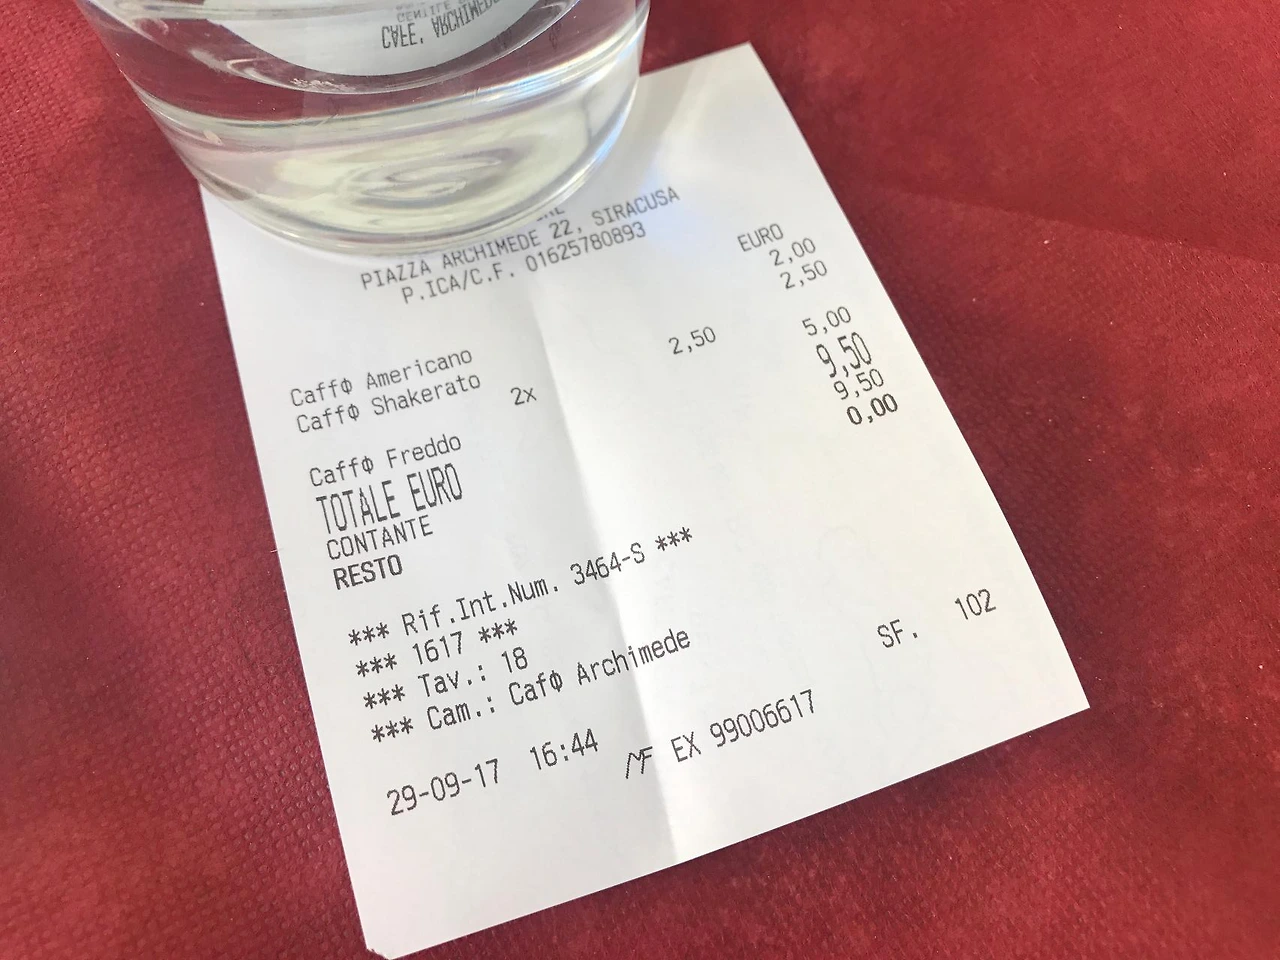 CAFE, ARCHIMEDE
PIAZZA ARCHIMEDE 22, SIRACUSA
P.ICA/C.F. 01625780893
EURO
CaffΦ Americano 2,00
CaffΦ Shakerato 2,50
2x 2,50
CaffΦ Freddo 5,00
TOTALE EURO 9,50
CONTANTE 9,50
RESTO 0,00
*** Rif.Int.Num. 3464-S ***
*** 1617 ***
*** Tav.: 18
*** Cam.: CafΦ Archimede
SF. 102
29-09-17 16:44 MF EX 99006617